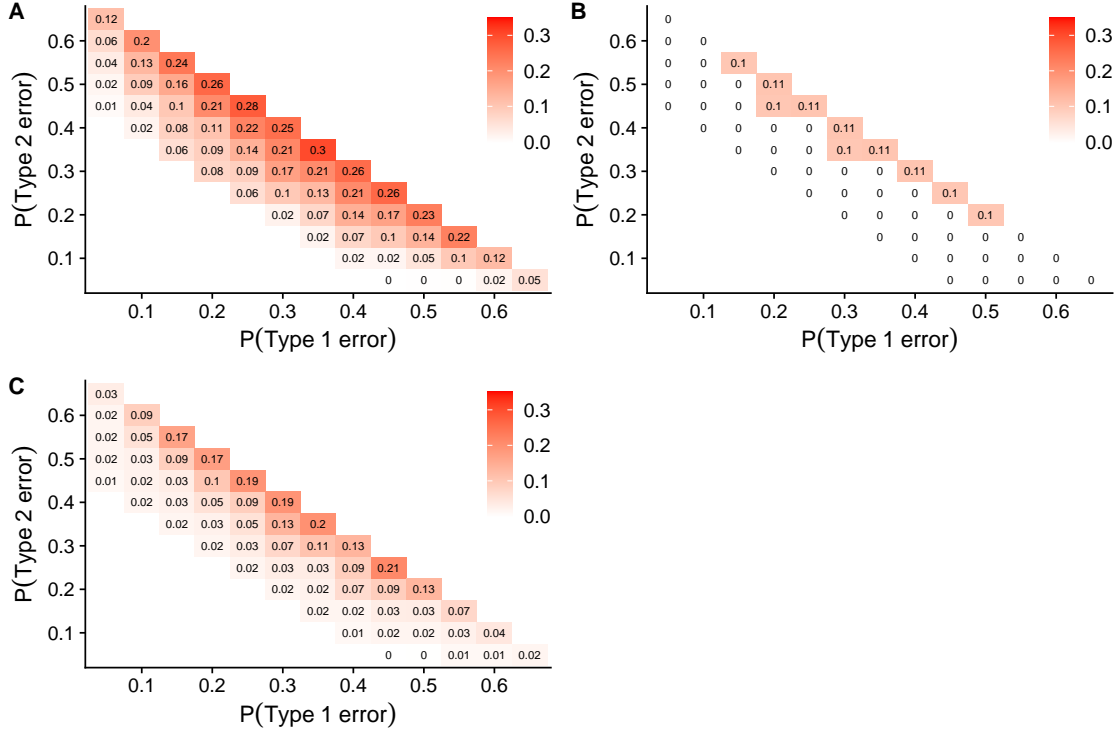 A
P(Type 2 error)
0.12
0.6 0.06 0.2
0.04 0.13 0.24
0.5 0.02 0.09 0.16 0.26
0.01 0.04 0.1 0.21 0.28
0.4 0.02 0.08 0.11 0.22 0.25
0.06 0.09 0.14 0.21 0.3
0.3 0.08 0.09 0.17 0.21 0.26
0.06 0.1 0.13 0.21 0.26
0.2 0.02 0.07 0.14 0.17 0.23
0.02 0.07 0.1 0.14 0.22
0.1 0.02 0.02 0.05 0.1 0.12
0 0 0 0.02 0.05
0.1 0.2 0.3 0.4 0.5 0.6
P(Type 1 error)
0.3
0.2
0.1
0.0
B
P(Type 2 error)
0
0.6 0 0
0 0 0.1
0.5 0 0 0 0.11
0 0 0 0.1 0.11
0.4 0 0 0 0 0.11
0 0 0 0.1 0.11
0.3 0 0 0 0 0.11
0 0 0 0 0.1
0.2 0 0 0 0 0.1
0 0 0 0 0
0.1 0 0 0 0 0
0 0 0 0 0
0.1 0.2 0.3 0.4 0.5 0.6
P(Type 1 error)
0.3
0.2
0.1
0.0
C
P(Type 2 error)
0.03
0.6 0.02 0.09
0.02 0.05 0.17
0.5 0.02 0.03 0.09 0.17
0.01 0.02 0.03 0.1 0.19
0.4 0.02 0.03 0.05 0.09 0.19
0.02 0.03 0.05 0.13 0.2
0.3 0.02 0.03 0.07 0.11 0.13
0.02 0.03 0.03 0.09 0.21
0.2 0.02 0.02 0.07 0.09 0.13
0.02 0.02 0.03 0.03 0.07
0.1 0.01 0.02 0.02 0.03 0.04
0 0 0.01 0.01 0.02
0.1 0.2 0.3 0.4 0.5 0.6
P(Type 1 error)
0.3
0.2
0.1
0.0